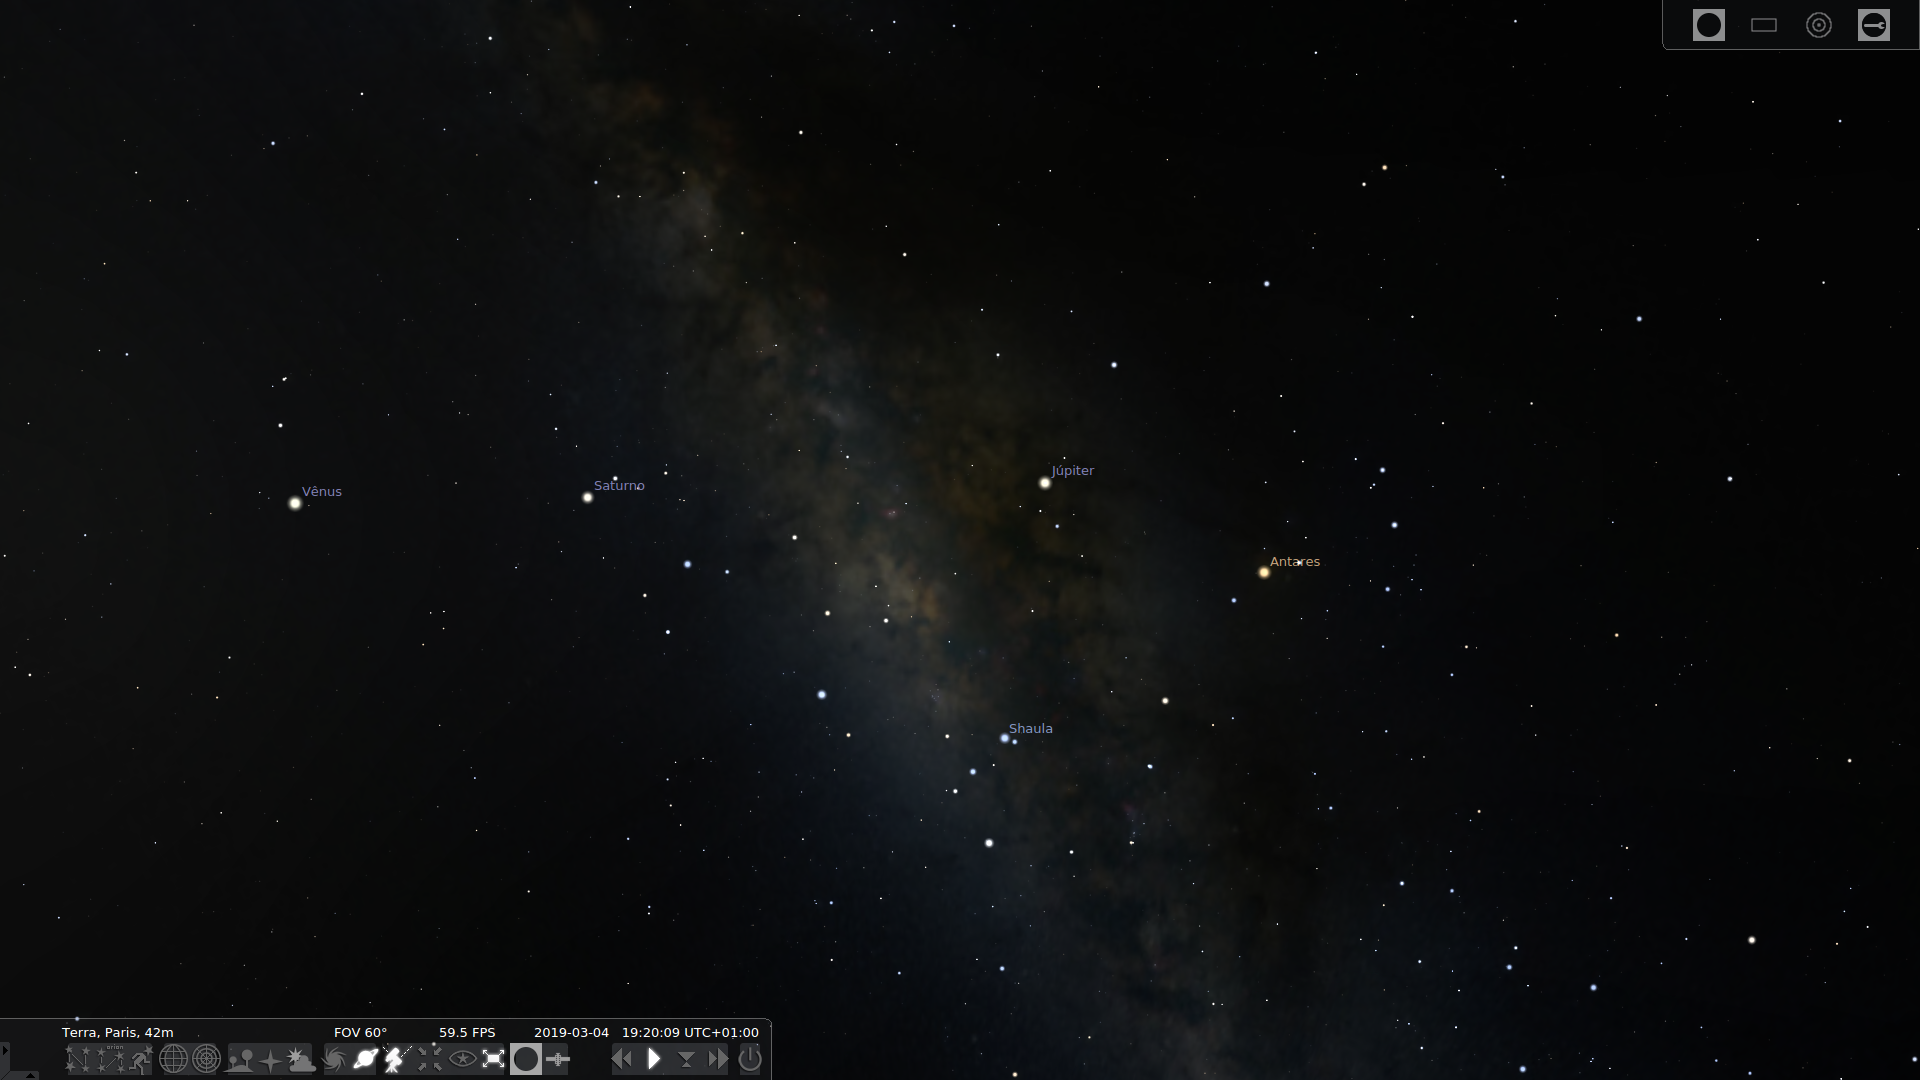 Júpiter
Saturno
Vênus
Antares
Shaula
Terra, Paris, 42m FOV 60° 59.5 FPS 2019-03-04 19:20:09 UTC+01:00